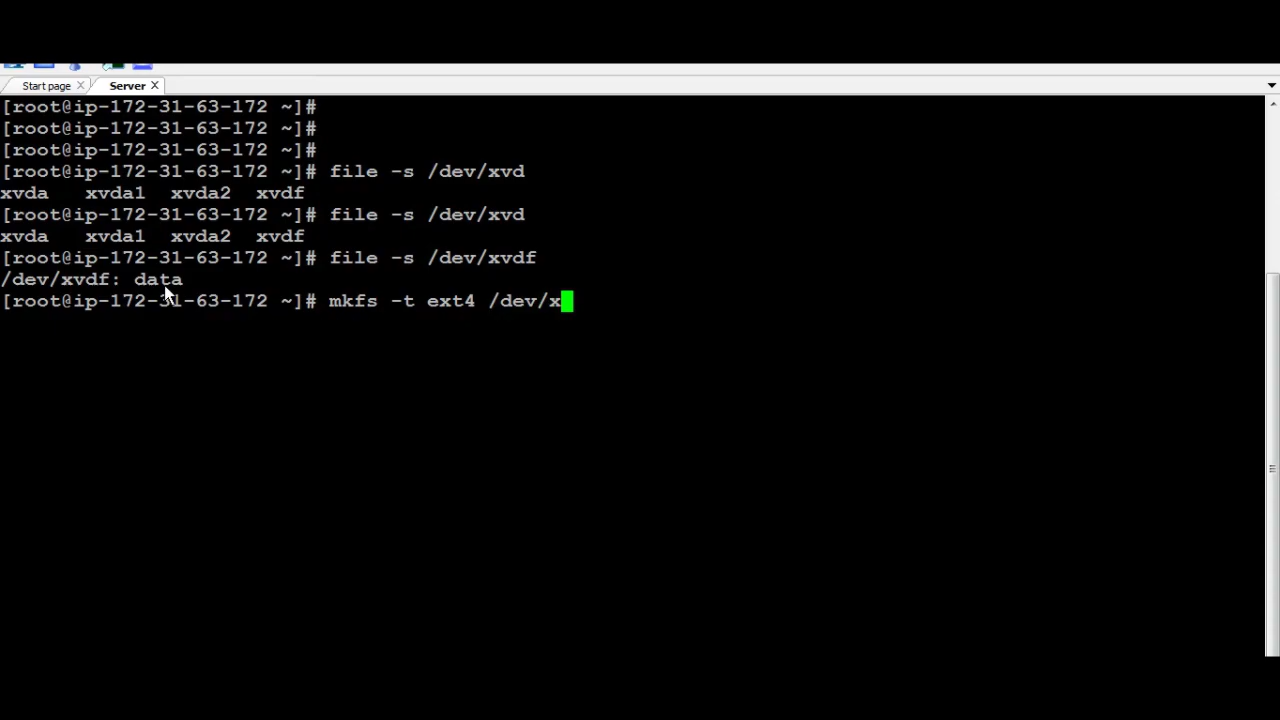 Start page Server
[root@ip-172-31-63-172 ~]#
[root@ip-172-31-63-172 ~]#
[root@ip-172-31-63-172 ~]#
[root@ip-172-31-63-172 ~]# file -s /dev/xvd
xvda   xvda1  xvda2  xvdf
[root@ip-172-31-63-172 ~]# file -s /dev/xvd
xvda   xvda1  xvda2  xvdf
[root@ip-172-31-63-172 ~]# file -s /dev/xvdf
/dev/xvdf: data
[root@ip-172-31-63-172 ~]# mkfs -t ext4 /dev/x